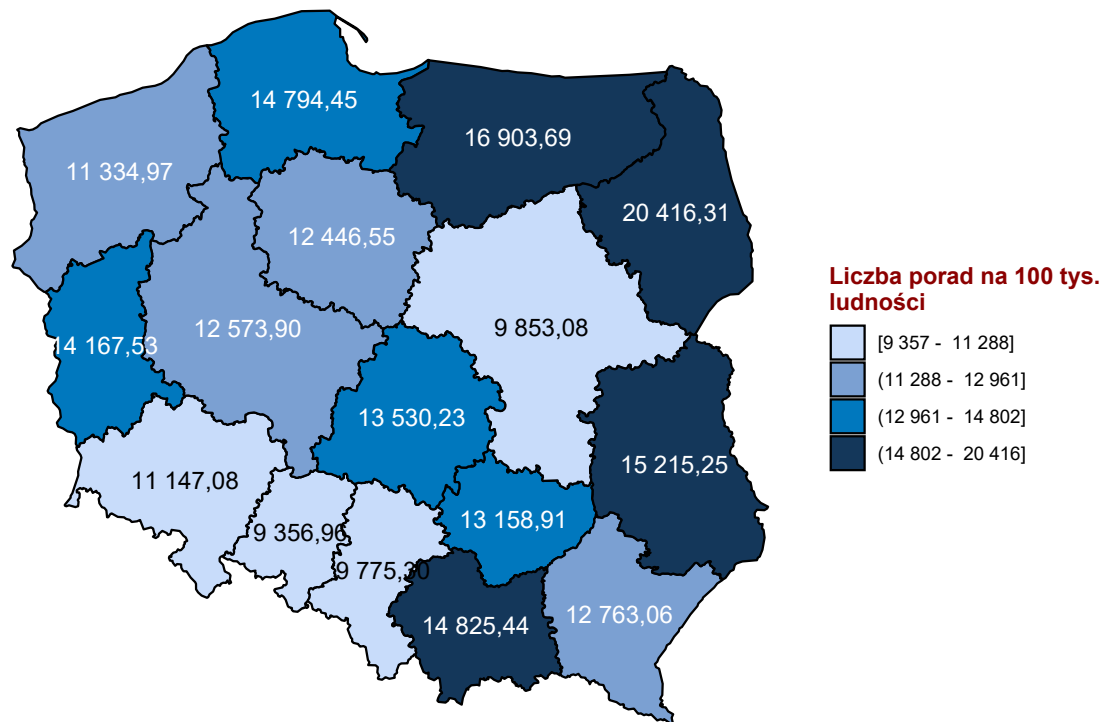 14 794,45
16 903,69
11 334,97
20 416,31
12 446,55
Liczba porad na 100 tys.
ludności
9 853,08
12 573,90
14 167,53
[9 357 - 11 288]
(11 288 - 12 961]
(12 961 - 14 802]
(14 802 - 20 416]
13 530,23
15 215,25
11 147,08
13 158,91
9 356,96
9 775,30
12 763,06
14 825,44